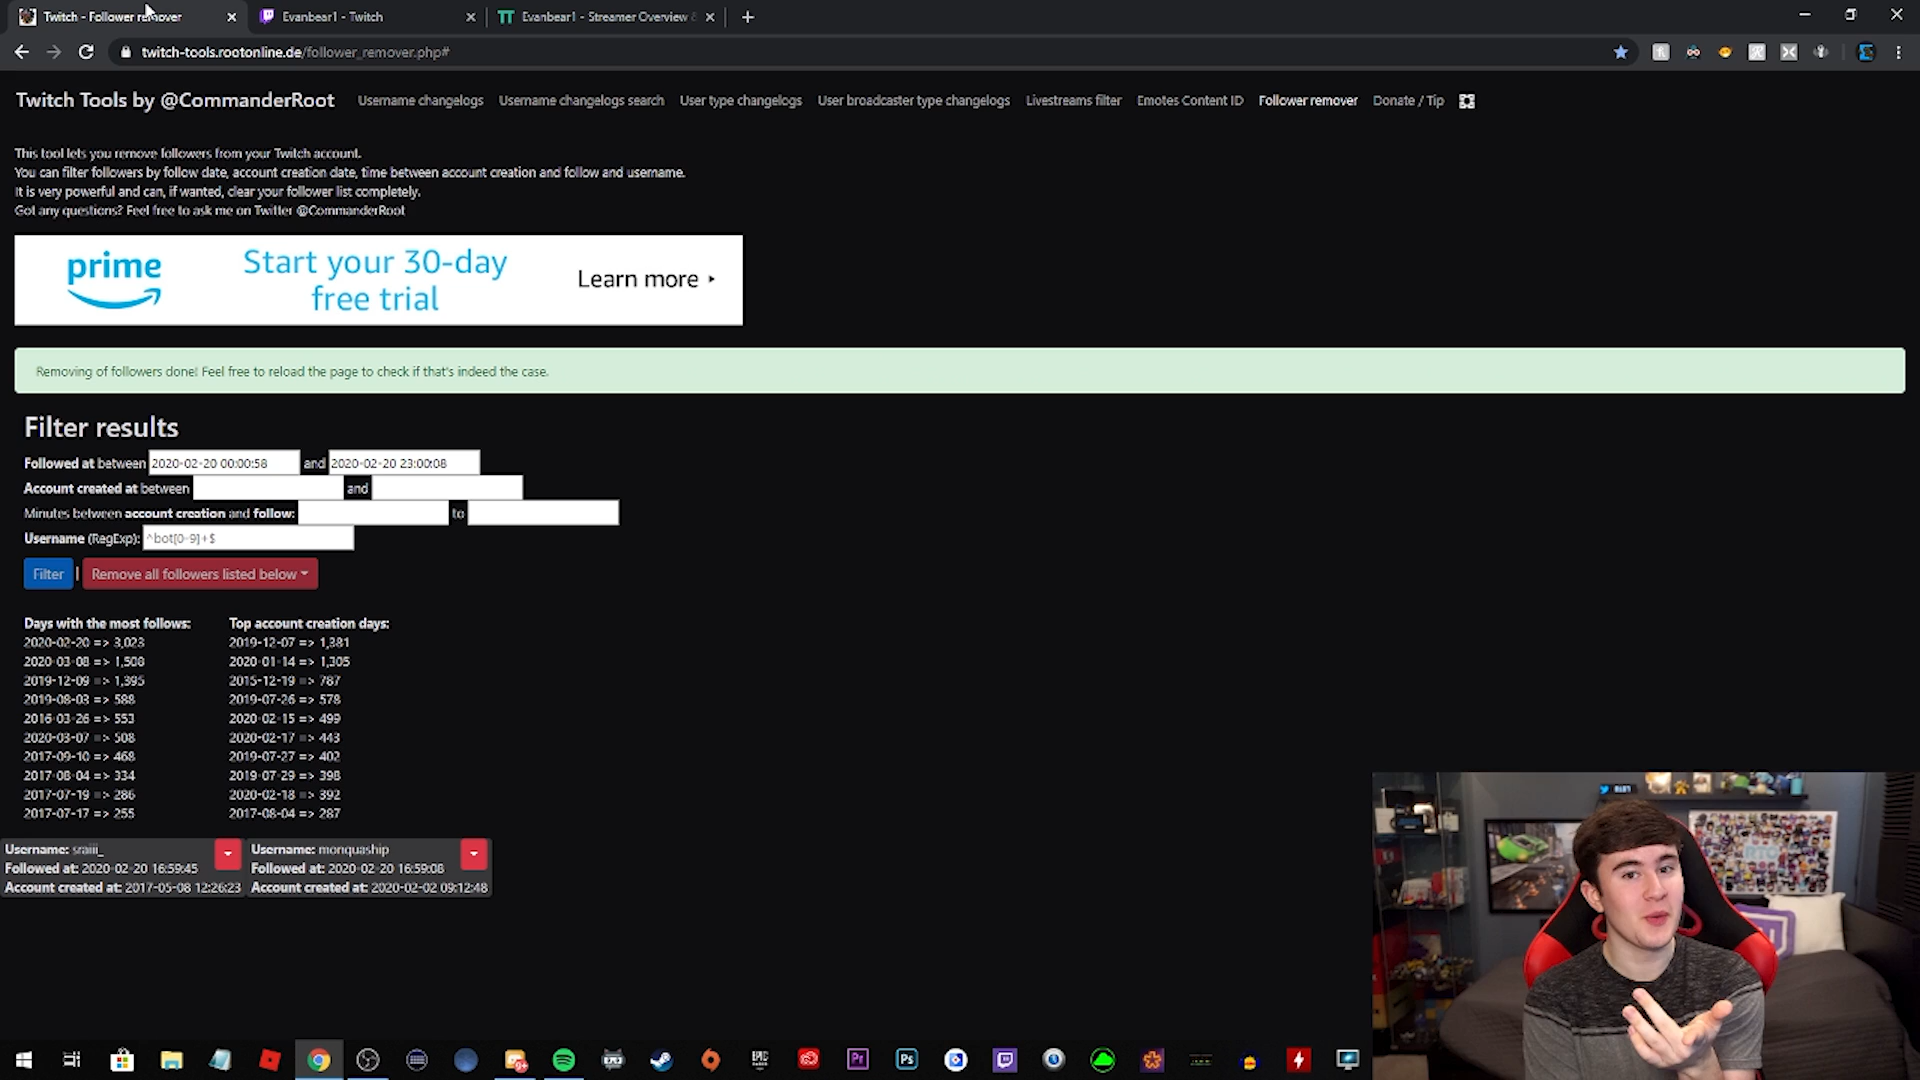 Twitch - Follower remover
Evanbear1 - Twitch
Evanbear1 - Streamer Overview &
twitch-tools.rootonline.de/follower_remover.php#
Twitch Tools by @CommanderRoot
Username changelogs
Username changelogs search
User type changelogs
User broadcaster type changelogs
Livestreams filter
Emotes Content ID
Follower remover
Donate / Tip
This tool lets you remove followers from your Twitch account.
You can filter followers by follow date, account creation date, time between account creation and follow and username.
It is very powerful and can, if wanted, clear your follower list completely.
Got any questions? Feel free to ask me on Twitter @CommanderRoot
prime
Start your 30-day
free trial
Learn more
Removing of followers done! Feel free to reload the page to check if that's indeed the case.
Filter results
Followed at between 2020-02-20 00:00:58 and 2020-02-20 23:00:08
Account created at between and
Minutes between account creation and follow: to
Username (RegExp): ^bot[0-9]+$
Filter | Remove all followers listed below
Days with the most follows: Top account creation days:
2020-02-20 => 3,023 2019-12-07 => 1,381
2020-03-08 => 1,508 2020-01-14 => 1,305
2019-12-09 => 1,395 2015-12-19 => 787
2019-08-03 => 588 2019-07-26 => 578
2016-03-26 => 553 2020-02-15 => 499
2020-03-07 => 508 2020-02-17 => 443
2017-09-10 => 468 2019-07-27 => 402
2017-08-04 => 334 2019-07-29 => 398
2017-07-19 => 286 2020-02-18 => 392
2017-07-17 => 255 2017-08-04 => 287
Username: sraiii_
Followed at: 2020-02-20 16:59:45
Account created at: 2017-05-08 12:26:23
Username: monquaship
Followed at: 2020-02-20 16:59:08
Account created at: 2020-02-02 09:12:48
RTG
EPIC
Pr
Ps